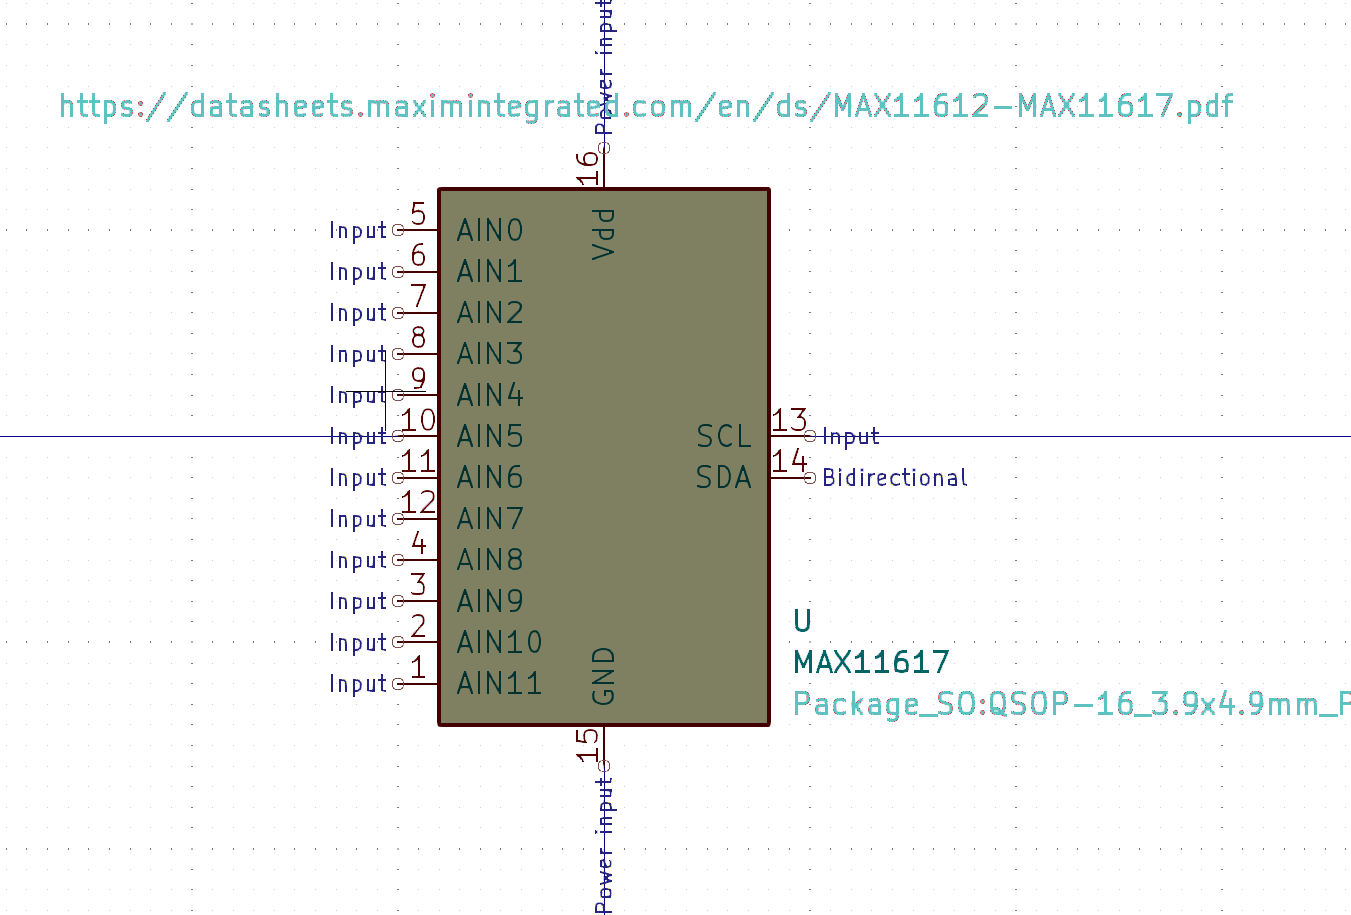 Power input
https://datasheets.maximintegrated.com/en/ds/MAX11612-MAX11617.pdf
16
Vdd
Input 5 AIN0
Input 6 AIN1
Input 7 AIN2
Input 8 AIN3
Input 9 AIN4
Input 10 AIN5 SCL 13 Input
Input 11 AIN6 SDA 14 Bidirectional
Input 12 AIN7
Input 4 AIN8
Input 3 AIN9
Input 2 AIN10
Input 1 AIN11
GND
15
Power input
U
MAX11617
Package_SO:QSOP-16_3.9x4.9mm_P